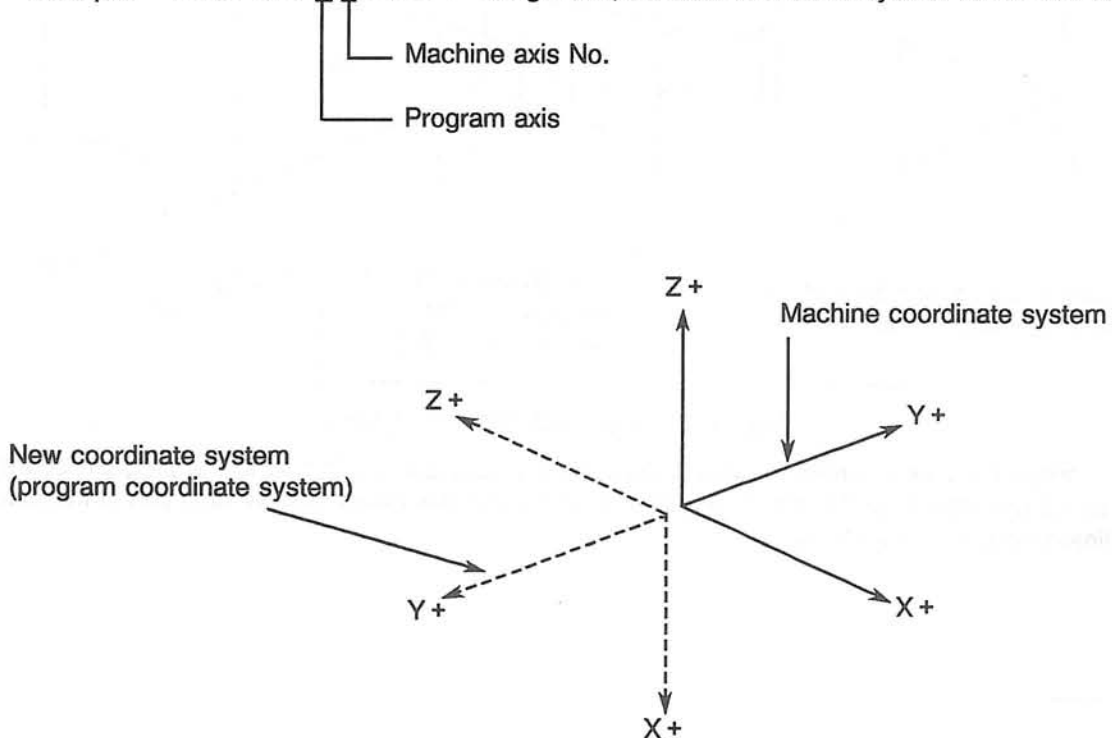 Machine axis No.
Program axis
Z+
Machine coordinate system
Z+
Y+
New coordinate system
(program coordinate system)
Y+
X+
X+